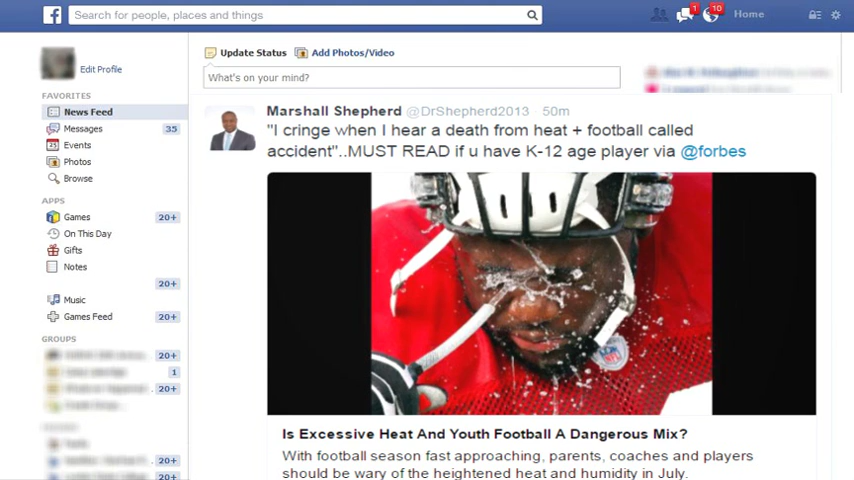 Search for people, places and things
1
10
Home
Edit Profile
FAVORITES
News Feed
Messages 35
Events
Photos
Browse
APPS
Games 20+
On This Day
Gifts
Notes
20+
Music
Games Feed 20+
GROUPS
20+
1
20+
20+
20+
Update Status Add Photos/Video
What's on your mind?
Marshall Shepherd @DrShepherd2013 · 50m
"I cringe when I hear a death from heat + football called
accident"..MUST READ if u have K-12 age player via @forbes
NFL
Is Excessive Heat And Youth Football A Dangerous Mix?
With football season fast approaching, parents, coaches and players
should be wary of the heightened heat and humidity in July.